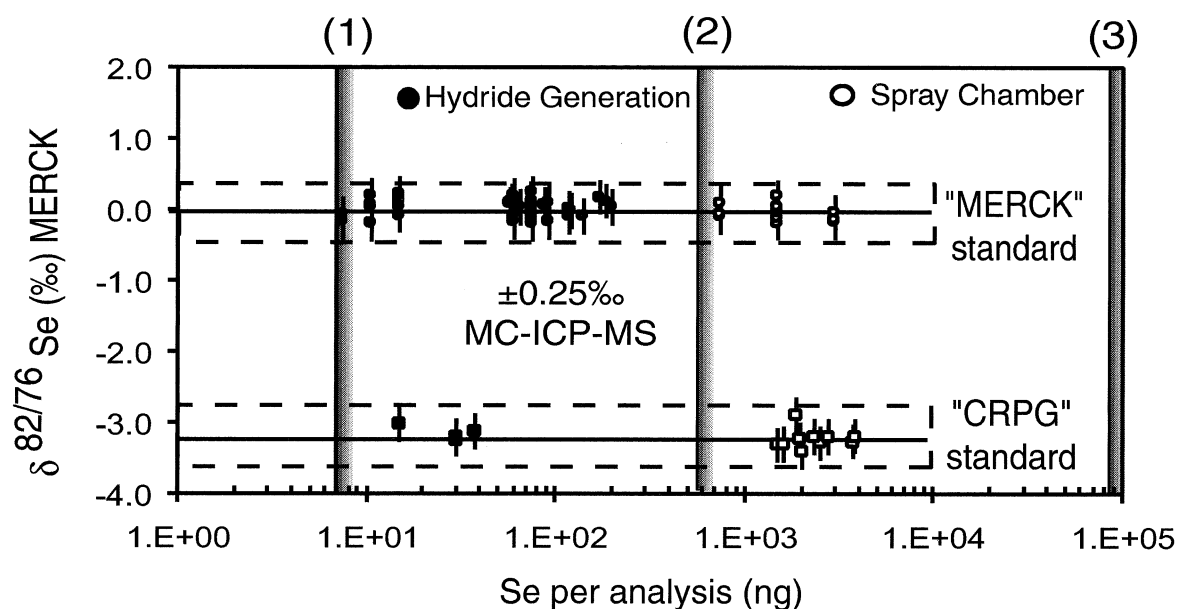 (1) (2) (3)
2.0
1.0
0.0
-1.0
-2.0
-3.0
-4.0
δ 82/76 Se (‰) MERCK
Hydride Generation
Spray Chamber
"MERCK"
standard
±0.25‰
MC-ICP-MS
"CRPG"
standard
1.E+00 1.E+01 1.E+02 1.E+03 1.E+04 1.E+05
Se per analysis (ng)